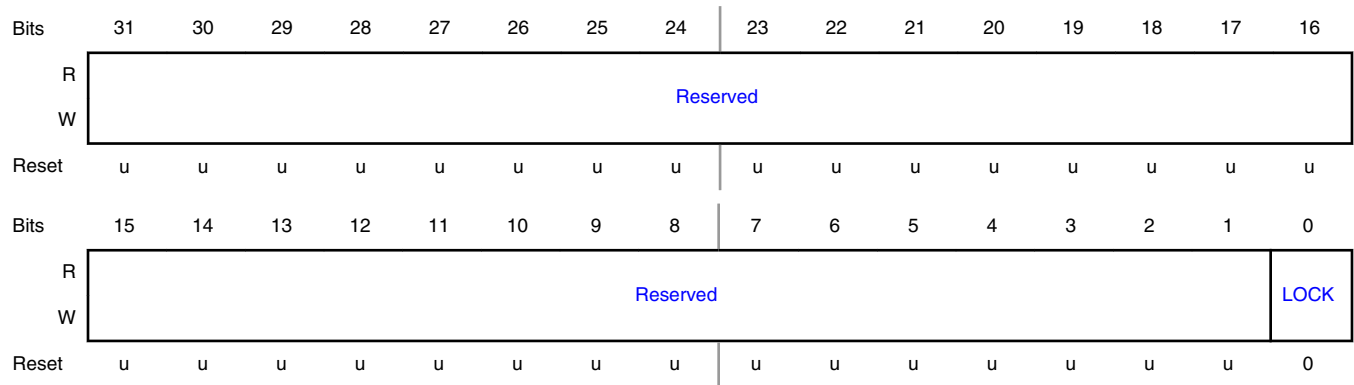 Bits 31 30 29 28 27 26 25 24 23 22 21 20 19 18 17 16
R
Reserved
W
Reset u u u u u u u u u u u u u u u u
Bits 15 14 13 12 11 10 9 8 7 6 5 4 3 2 1 0
R
Reserved LOCK
W
Reset u u u u u u u u u u u u u u u 0